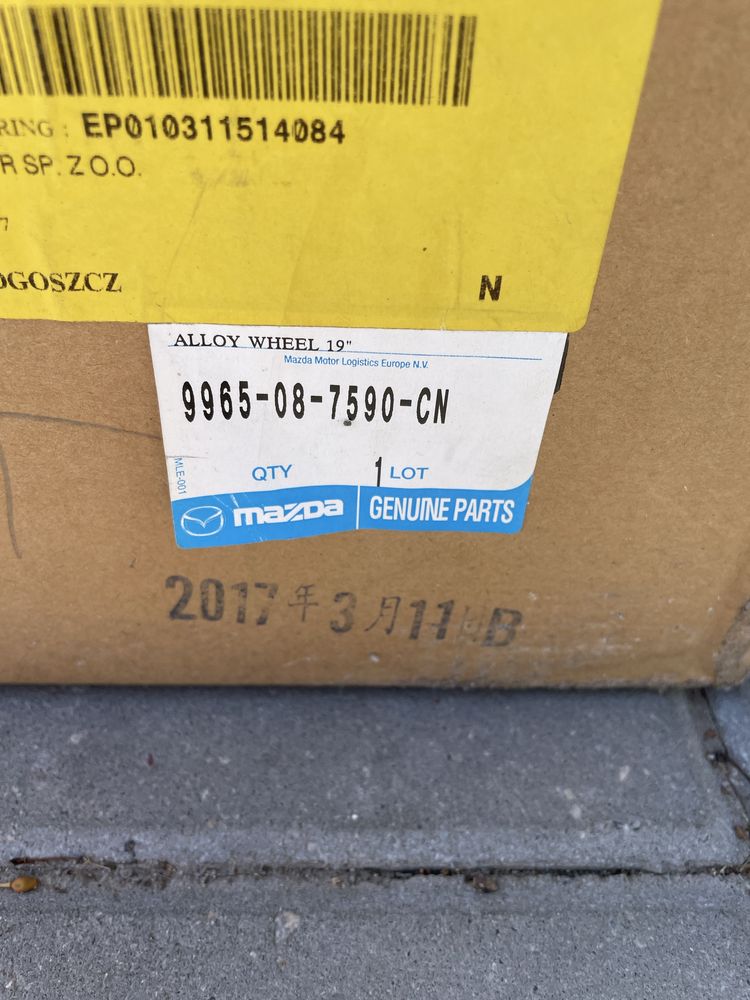 RING : EP010311514084
R SP. Z O.O.
7
OGOSZCZ
N
ALLOY WHEEL 19"
Mazda Motor Logistics Europe N.V.
9965-08-7590-CN
MLE-001
QTY 1 LOT
mazda GENUINE PARTS
2017年3月11日B